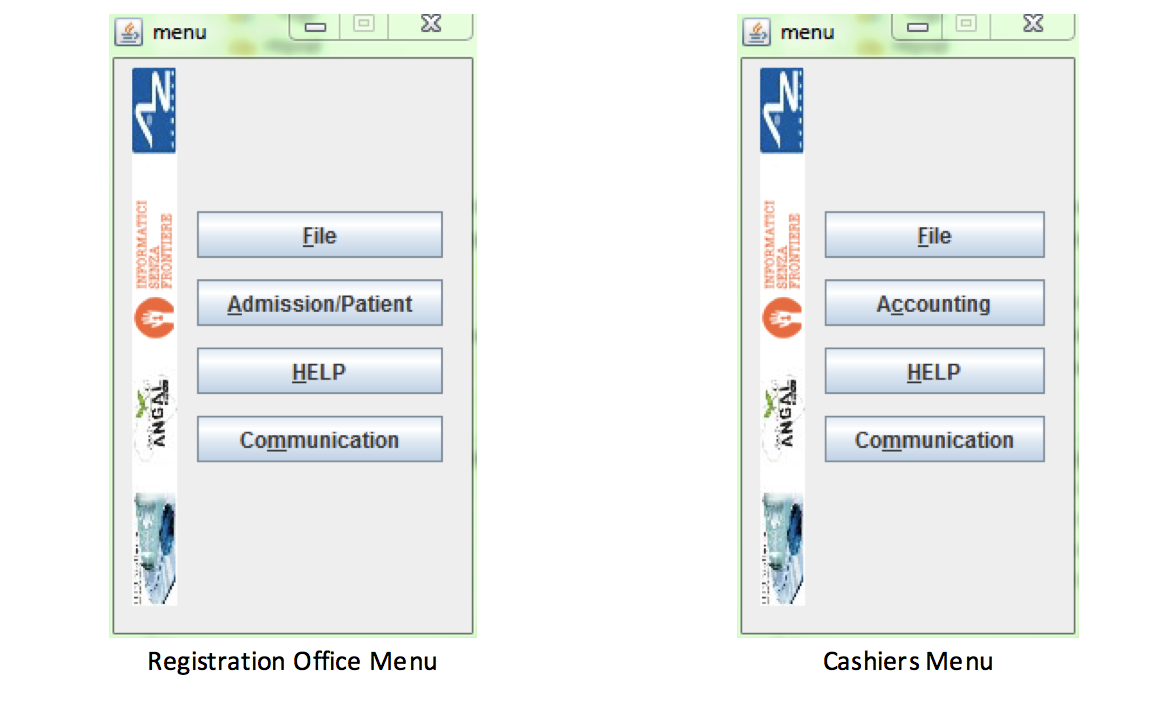 menu
INFORMATICI
SENZA
FRONTIERE
ANGAL
File
Admission/Patient
HELP
Communication
Registration Office Menu
menu
INFORMATICI
SENZA
FRONTIERE
ANGAL
File
Accounting
HELP
Communication
Cashiers Menu